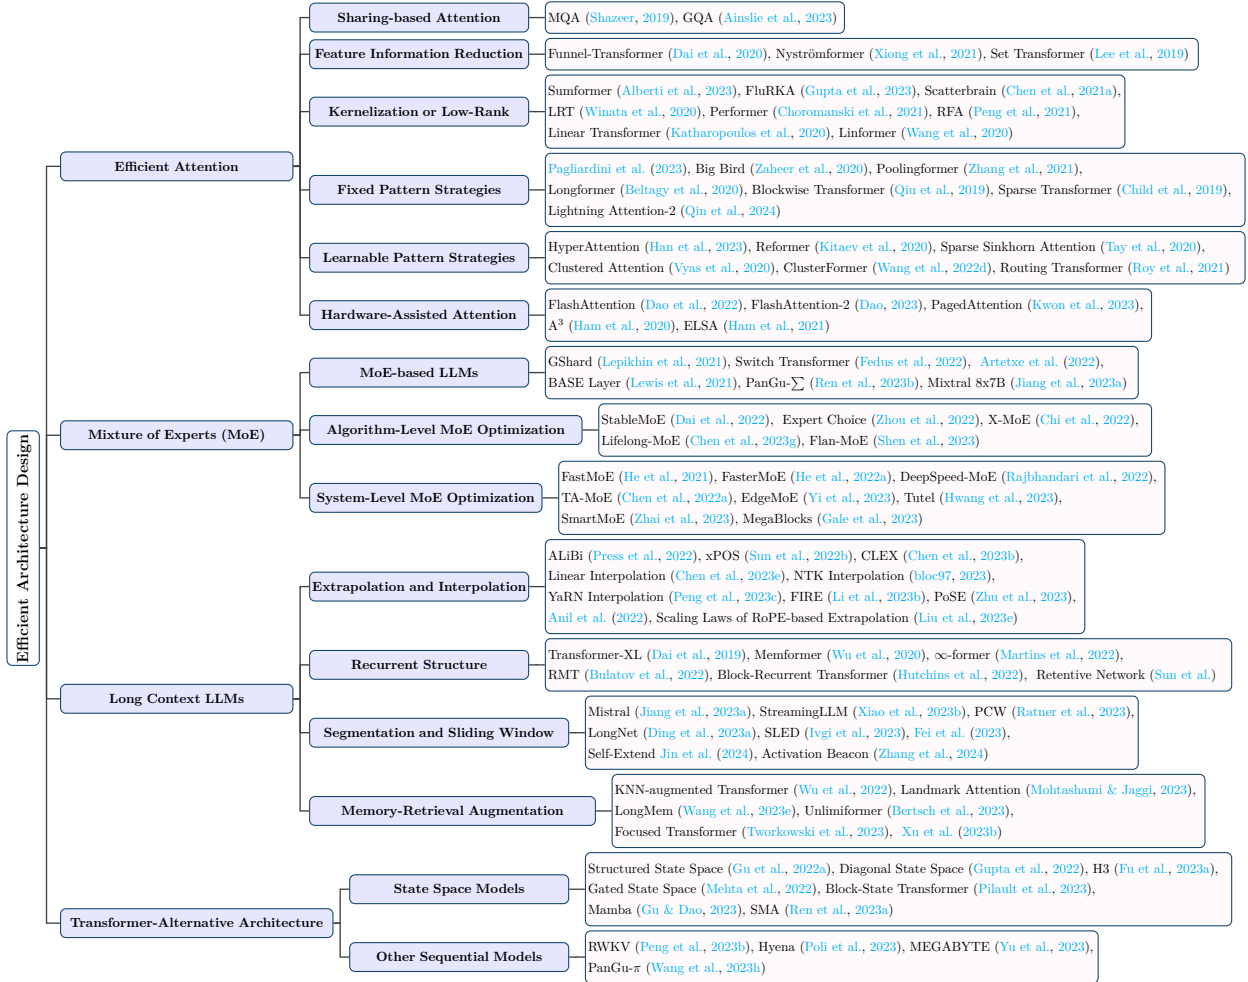 Efficient Architecture Design
Efficient Attention
Sharing-based Attention
MQA (Shazeer, 2019), GQA (Ainslie et al., 2023)
Feature Information Reduction
Funnel-Transformer (Dai et al., 2020), Nyströmformer (Xiong et al., 2021), Set Transformer (Lee et al., 2019)
Kernelization or Low-Rank
Sumformer (Alberti et al., 2023), FluRKA (Gupta et al., 2023), Scatterbrain (Chen et al., 2021a),
LRT (Winata et al., 2020), Performer (Choromanski et al., 2021), RFA (Peng et al., 2021),
Linear Transformer (Katharopoulos et al., 2020), Linformer (Wang et al., 2020)
Fixed Pattern Strategies
Pagliardini et al. (2023), Big Bird (Zaheer et al., 2020), Poolingformer (Zhang et al., 2021),
Longformer (Beltagy et al., 2020), Blockwise Transformer (Qiu et al., 2019), Sparse Transformer (Child et al., 2019),
Lightning Attention-2 (Qin et al., 2024)
Learnable Pattern Strategies
HyperAttention (Han et al., 2023), Reformer (Kitaev et al., 2020), Sparse Sinkhorn Attention (Tay et al., 2020),
Clustered Attention (Vyas et al., 2020), ClusterFormer (Wang et al., 2022d), Routing Transformer (Roy et al., 2021)
Hardware-Assisted Attention
FlashAttention (Dao et al., 2022), FlashAttention-2 (Dao, 2023), PagedAttention (Kwon et al., 2023),
A³ (Ham et al., 2020), ELSA (Ham et al., 2021)
Mixture of Experts (MoE)
MoE-based LLMs
GShard (Lepikhin et al., 2021), Switch Transformer (Fedus et al., 2022), Artetxe et al. (2022),
BASE Layer (Lewis et al., 2021), PanGu-∑ (Ren et al., 2023b), Mixtral 8x7B (Jiang et al., 2023a)
Algorithm-Level MoE Optimization
StableMoE (Dai et al., 2022), Expert Choice (Zhou et al., 2022), X-MoE (Chi et al., 2022),
Lifelong-MoE (Chen et al., 2023g), Flan-MoE (Shen et al., 2023)
System-Level MoE Optimization
FastMoE (He et al., 2021), FasterMoE (He et al., 2022a), DeepSpeed-MoE (Rajbhandari et al., 2022),
TA-MoE (Chen et al., 2022a), EdgeMoE (Yi et al., 2023), Tutel (Hwang et al., 2023),
SmartMoE (Zhai et al., 2023), MegaBlocks (Gale et al., 2023)
Long Context LLMs
Extrapolation and Interpolation
ALiBi (Press et al., 2022), xPOS (Sun et al., 2022b), CLEX (Chen et al., 2023b),
Linear Interpolation (Chen et al., 2023e), NTK Interpolation (bloc97, 2023),
YaRN Interpolation (Peng et al., 2023c), FIRE (Li et al., 2023b), PoSE (Zhu et al., 2023),
Anil et al. (2022), Scaling Laws of RoPE-based Extrapolation (Liu et al., 2023e)
Recurrent Structure
Transformer-XL (Dai et al., 2019), Memformer (Wu et al., 2020), ∞-former (Martins et al., 2022),
RMT (Bulatov et al., 2022), Block-Recurrent Transformer (Hutchins et al., 2022), Retentive Network (Sun et al.)
Segmentation and Sliding Window
Mistral (Jiang et al., 2023a), StreamingLLM (Xiao et al., 2023b), PCW (Ratner et al., 2023),
LongNet (Ding et al., 2023a), SLED (Ivgi et al., 2023), Fei et al. (2023),
Self-Extend Jin et al. (2024), Activation Beacon (Zhang et al., 2024)
Memory-Retrieval Augmentation
KNN-augmented Transformer (Wu et al., 2022), Landmark Attention (Mohtashami & Jaggi, 2023),
LongMem (Wang et al., 2023e), Unlimiformer (Bertsch et al., 2023),
Focused Transformer (Tworkowski et al., 2023), Xu et al. (2023b)
Transformer-Alternative Architecture
State Space Models
Structured State Space (Gu et al., 2022a), Diagonal State Space (Gupta et al., 2022), H3 (Fu et al., 2023a),
Gated State Space (Mehta et al., 2022), Block-State Transformer (Pilault et al., 2023),
Mamba (Gu & Dao, 2023), SMA (Ren et al., 2023a)
Other Sequential Models
RWKV (Peng et al., 2023b), Hyena (Poli et al., 2023), MEGABYTE (Yu et al., 2023),
PanGu-π (Wang et al., 2023h)